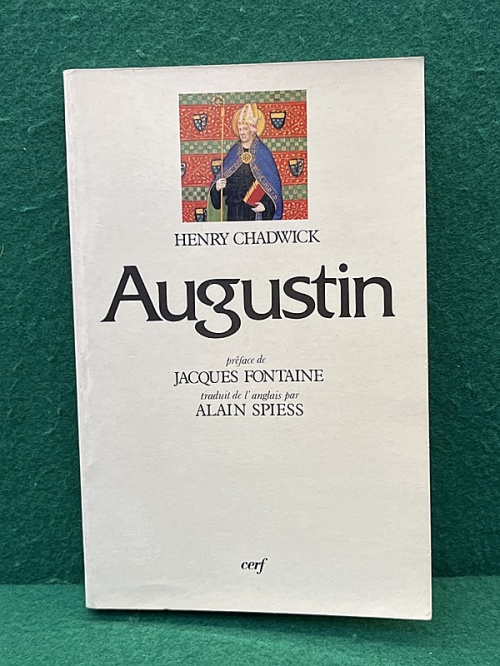 HENRY CHADWICK
Augustin
préface de
JACQUES FONTAINE
traduit de l'anglais par
ALAIN SPIESS
cerf